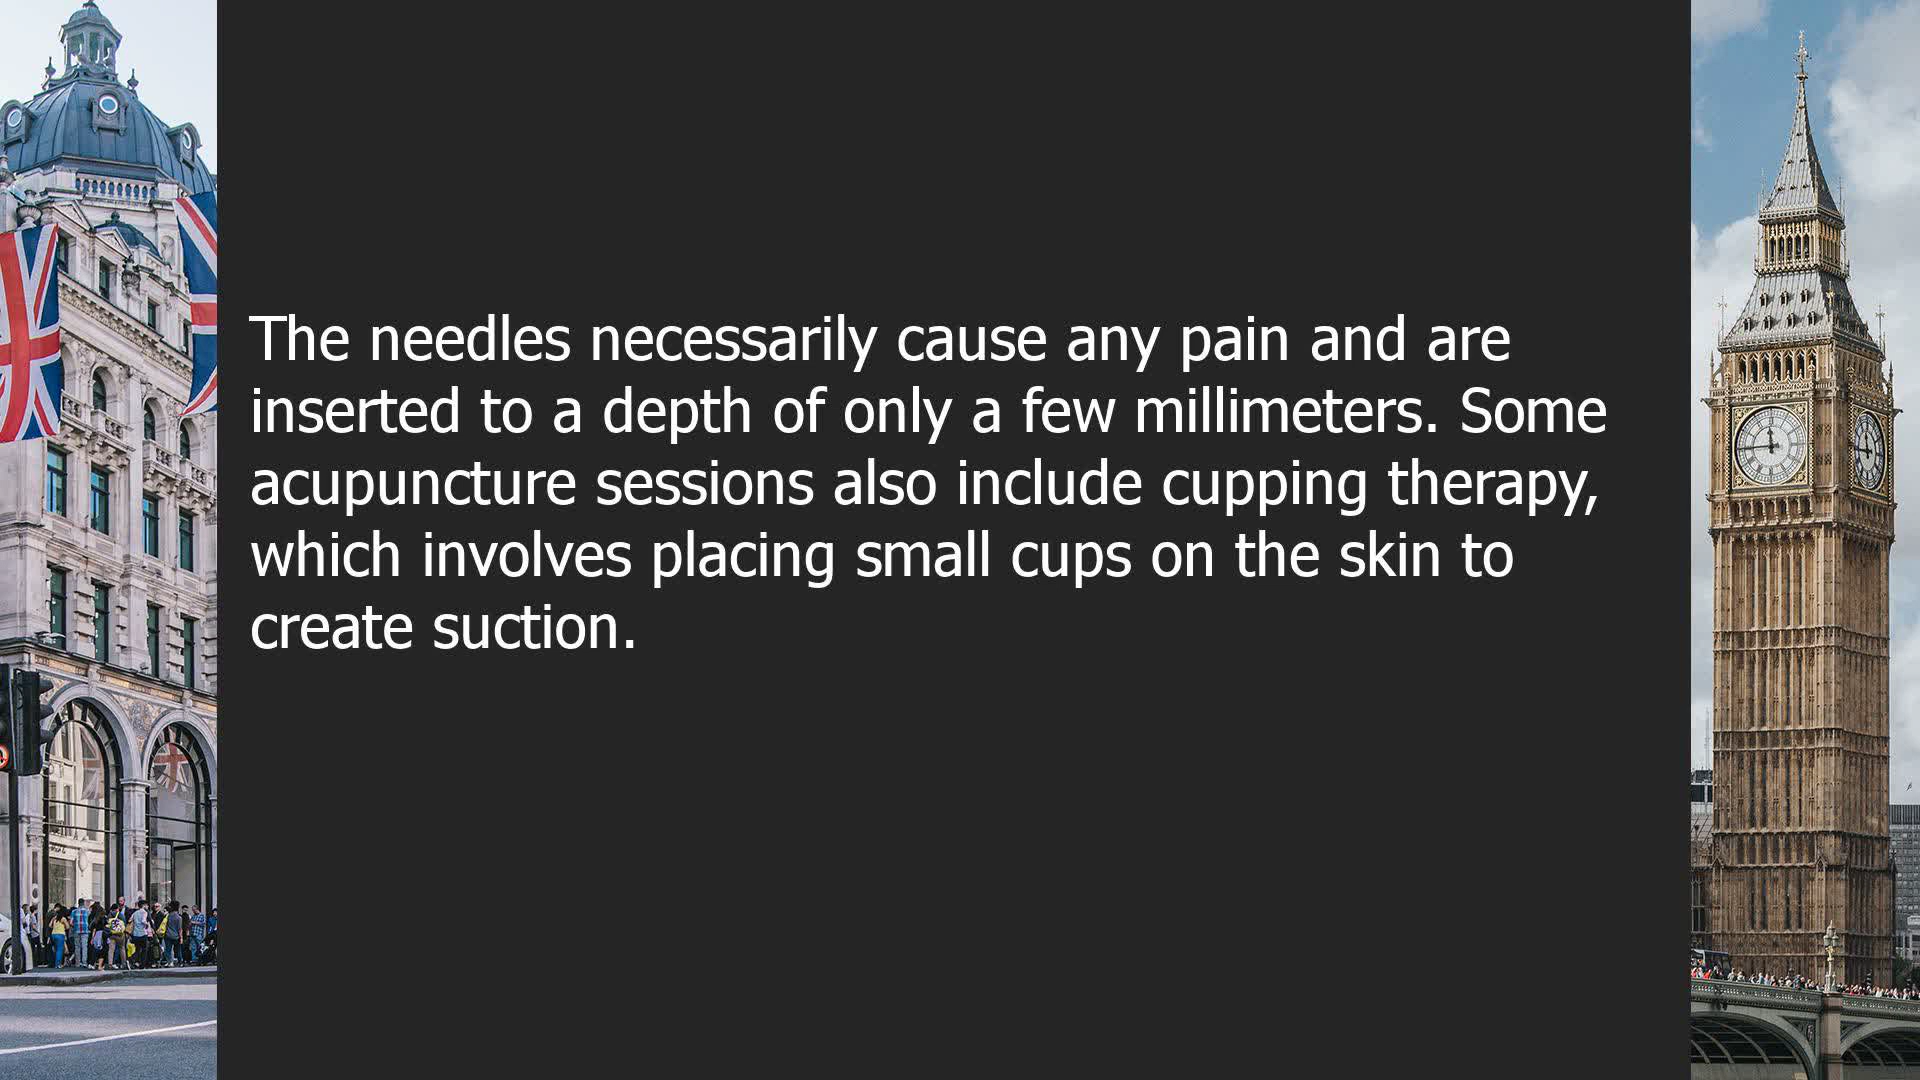 The needles necessarily cause any pain and are
inserted to a depth of only a few millimeters. Some
acupuncture sessions also include cupping therapy,
which involves placing small cups on the skin to
create suction.